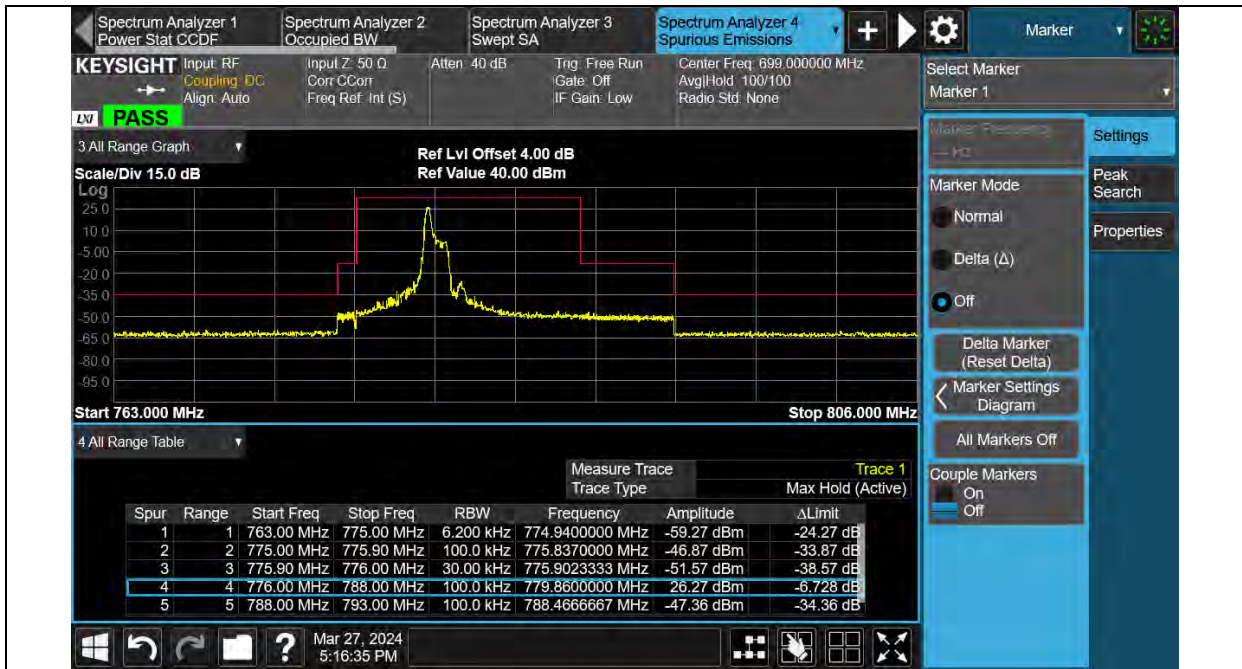 Spectrum Analyzer 1
Power Stat CCDF
Spectrum Analyzer 2
Occupied BW
Spectrum Analyzer 3
Swept SA
Spectrum Analyzer 4
Spurious Emissions
+
Marker
KEYSIGHT
Input: RF
Coupling: DC
Align: Auto
Input Z: 50 Ω
Corr CCorr
Freq Ref: Int (S)
Atten: 40 dB
Trig: Free Run
Gate: Off
IF Gain: Low
Center Freq: 699.000000 MHz
Avg|Hold: 100/100
Radio Std: None
LXI PASS
Select Marker
Marker 1
3 All Range Graph
Scale/Div 15.0 dB
Ref Lvl Offset 4.00 dB
Ref Value 40.00 dBm
Log
25.0
10.0
-5.00
-20.0
-35.0
-50.0
-65.0
-80.0
-95.0
Start 763.000 MHz
Stop 806.000 MHz
Marker Frequency
--- Hz
Marker Mode
Normal
Delta (Δ)
Off
Delta Marker
(Reset Delta)
Marker Settings
Diagram
All Markers Off
Couple Markers
On
Off
Settings
Peak
Search
Properties
4 All Range Table
Measure Trace Trace 1
Trace Type Max Hold (Active)
Spur Range Start Freq Stop Freq RBW Frequency Amplitude ΔLimit
1 1 763.00 MHz 775.00 MHz 6.200 kHz 774.9400000 MHz -59.27 dBm -24.27 dB
2 2 775.00 MHz 775.90 MHz 100.0 kHz 775.8370000 MHz -46.87 dBm -33.87 dB
3 3 775.90 MHz 776.00 MHz 30.00 kHz 775.9023333 MHz -51.57 dBm -38.57 dB
4 4 776.00 MHz 788.00 MHz 100.0 kHz 779.8600000 MHz 26.27 dBm -6.728 dB
5 5 788.00 MHz 793.00 MHz 100.0 kHz 788.4666667 MHz -47.36 dBm -34.36 dB
?
Mar 27, 2024
5:16:35 PM